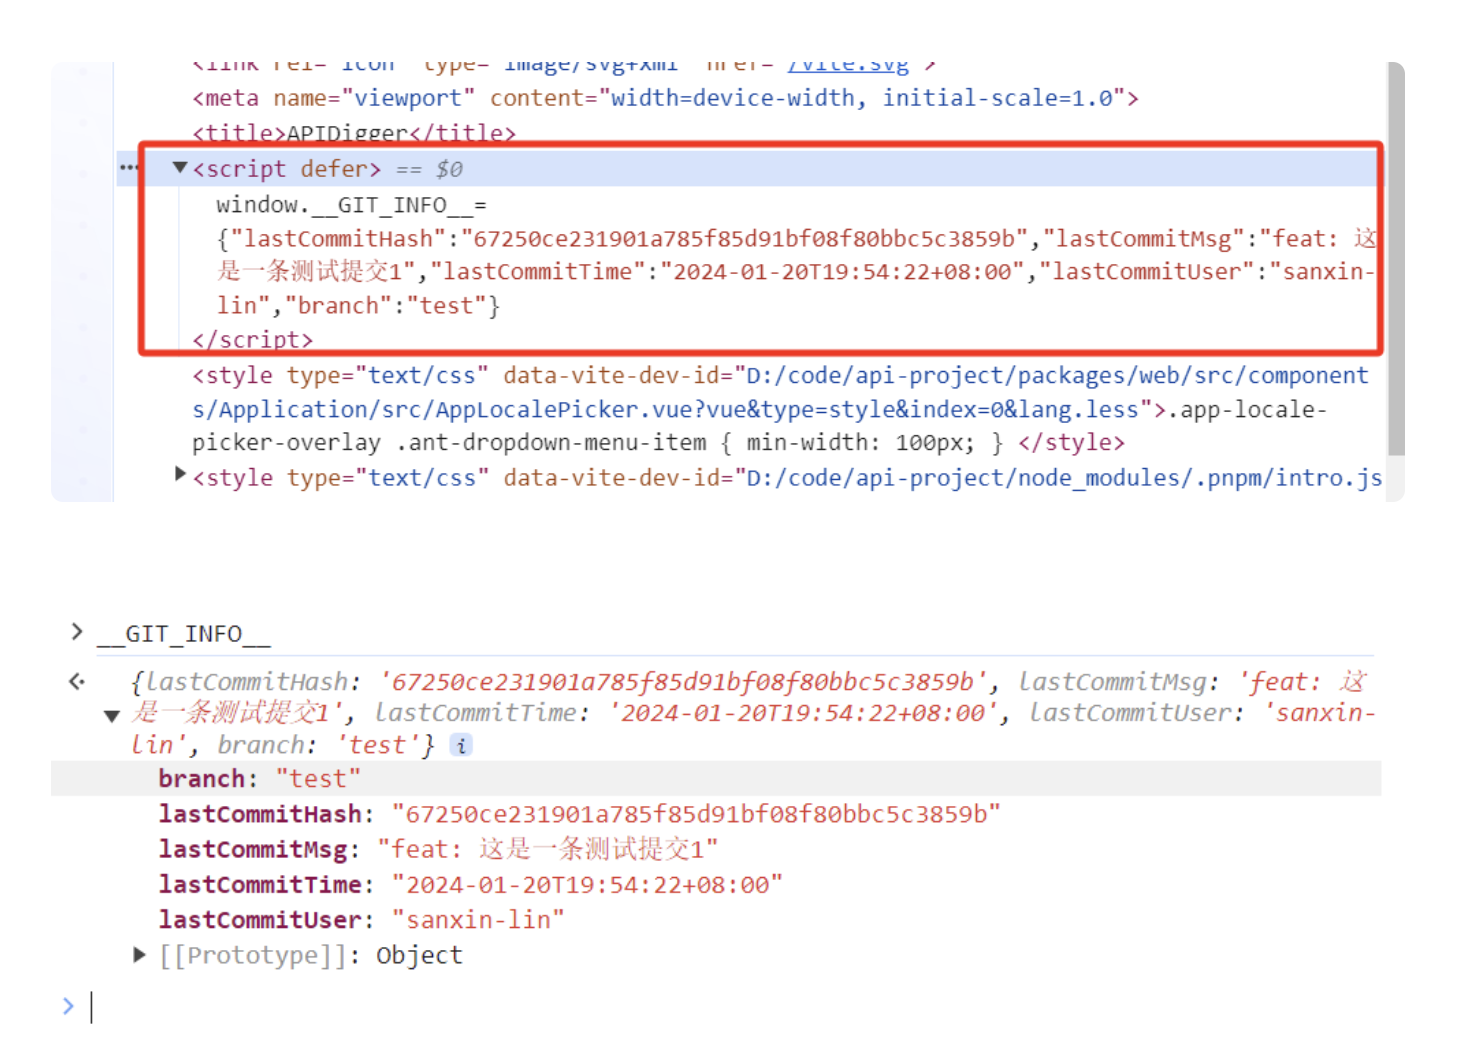 <link rel="icon" type="image/svg+xml" href="/vite.svg">
<meta name="viewport" content="width=device-width, initial-scale=1.0">
<title>APIDigger</title>
••• ▼<script defer> == $0
window.__GIT_INFO__=
{"lastCommitHash":"67250ce231901a785f85d91bf08f80bbc5c3859b","lastCommitMsg":"feat: 这
是一条测试提交1","lastCommitTime":"2024-01-20T19:54:22+08:00","lastCommitUser":"sanxin-
lin","branch":"test"}
</script>
<style type="text/css" data-vite-dev-id="D:/code/api-project/packages/web/src/component
s/Application/src/AppLocalePicker.vue?vue&type=style&index=0&lang.less">.app-locale-
picker-overlay .ant-dropdown-menu-item { min-width: 100px; } </style>
▶<style type="text/css" data-vite-dev-id="D:/code/api-project/node_modules/.pnpm/intro.js
> __GIT_INFO__
{lastCommitHash: '67250ce231901a785f85d91bf08f80bbc5c3859b', lastCommitMsg: 'feat: 这
▼ 是一条测试提交1', lastCommitTime: '2024-01-20T19:54:22+08:00', lastCommitUser: 'sanxin-
lin', branch: 'test'} i
branch: "test"
lastCommitHash: "67250ce231901a785f85d91bf08f80bbc5c3859b"
lastCommitMsg: "feat: 这是一条测试提交1"
lastCommitTime: "2024-01-20T19:54:22+08:00"
lastCommitUser: "sanxin-lin"
▶ [[Prototype]]: Object
>